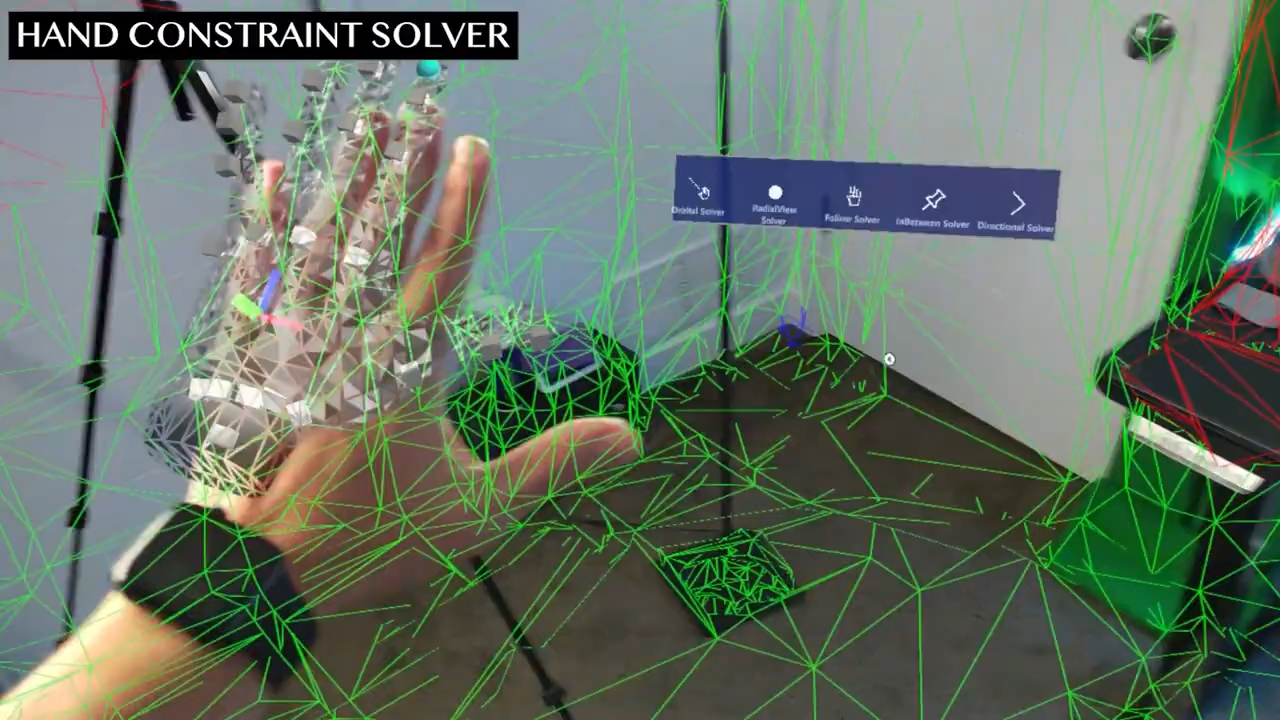 HAND CONSTRAINT SOLVER
Orbital Solver
RadialView
Solver
Follow Solver
InBetween Solver
Directional Solver